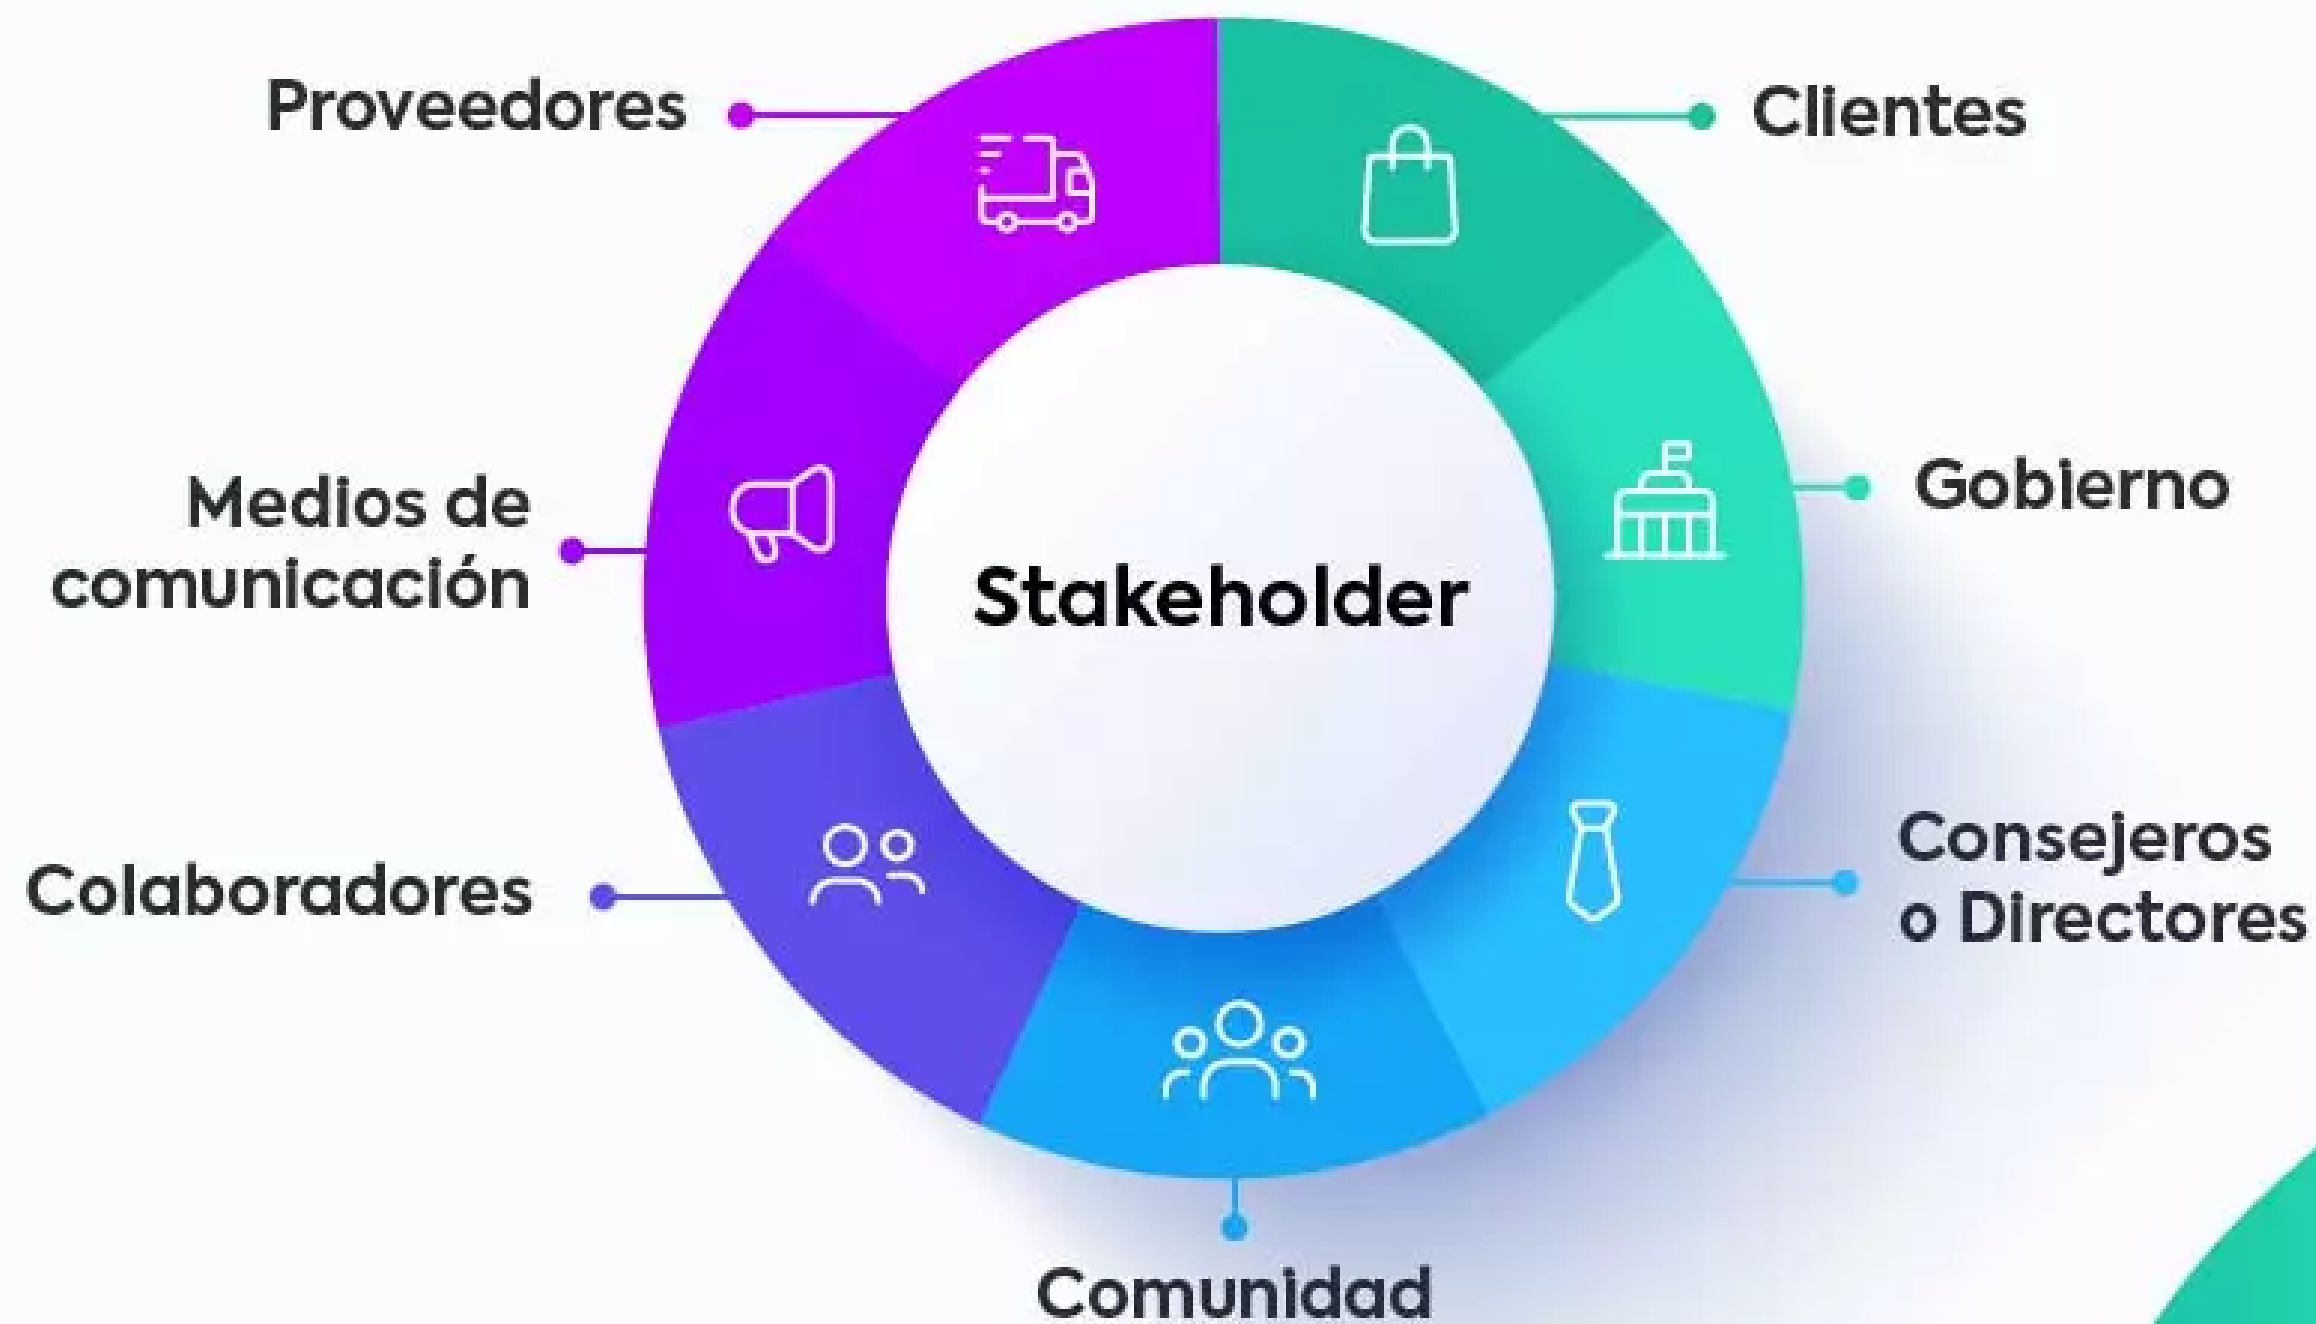 Proveedores
Clientes
Medios de
comunicación
Gobierno
Stakeholder
Colaboradores
Consejeros
o Directores
Comunidad